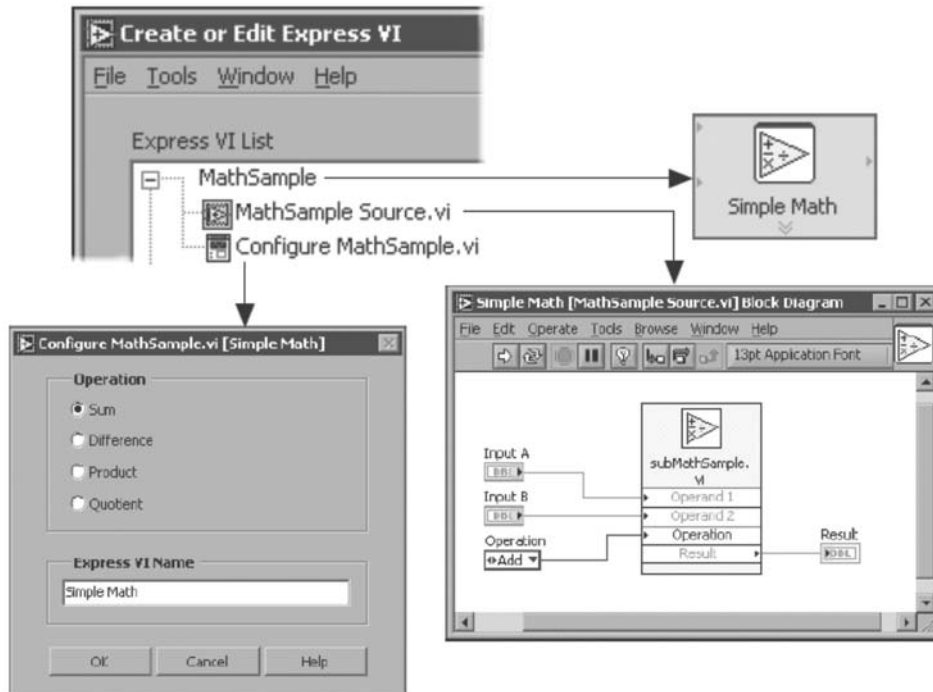 Create or Edit Express VI
File Tools Window Help
Express VI List
MathSample
MathSample Source.vi
Configure MathSample.vi
Simple Math
Configure MathSample.vi [Simple Math]
Operation
Sum
Difference
Product
Quotient
Express VI Name
Simple Math
OK Cancel Help
Simple Math [MathSample Source.vi] Block Diagram
File Edit Operate Tools Browse Window Help
13pt Application Font
Input A
DBL
Input B
DBL
Operation
Add
subMathSample.
vi
Operand 1
Operand 2
Operation
Result
Result
DBL